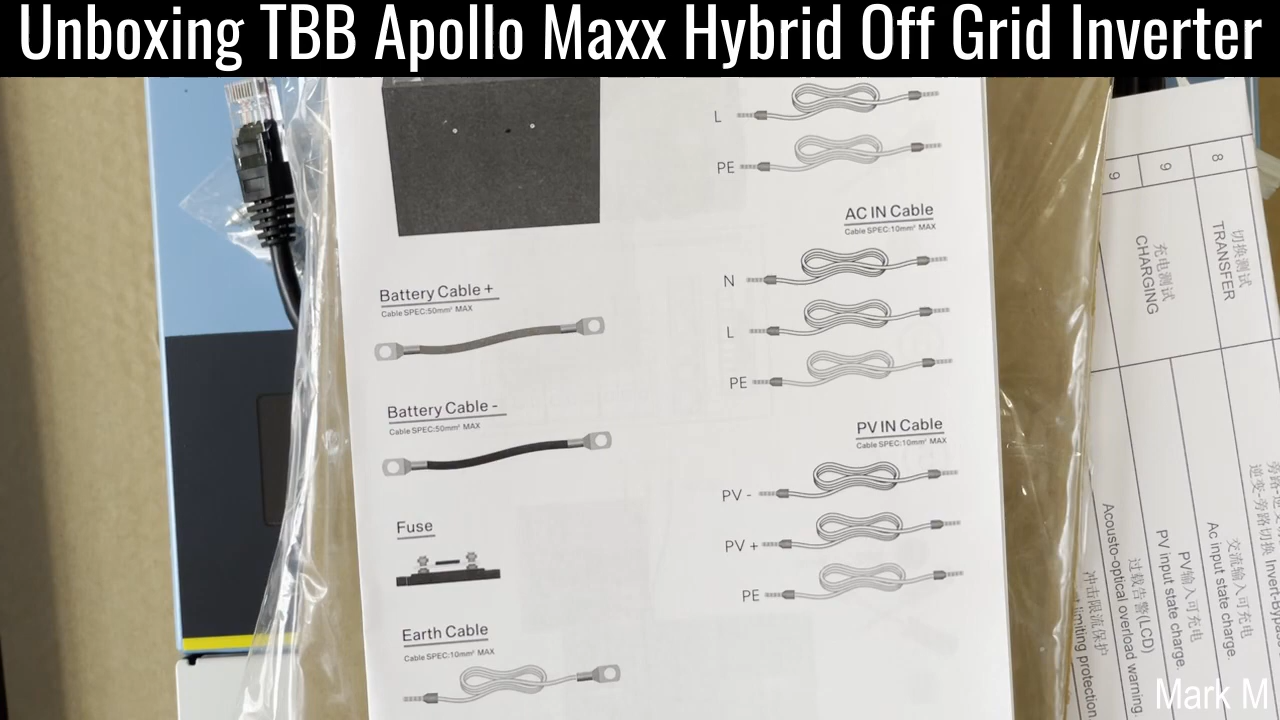 Unboxing TBB Apollo Maxx Hybrid Off Grid Inverter
L
PE
AC IN Cable
Cable SPEC:10mm² MAX
N
L
PE
PV IN Cable
Cable SPEC:10mm² MAX
PV -
PV +
PE
Battery Cable +
Cable SPEC:50mm² MAX
Battery Cable -
Cable SPEC:50mm² MAX
Fuse
Earth Cable
Cable SPEC:10mm² MAX
8
切换测试
TRANSFER
9
充电测试
CHARGING
9
逆变-旁路切换 Invert-Bypa
交流输入可充电
Ac input state charge.
PV输入可充电
PV input state charge.
过载告警(LCD)
Acousto-optical overload warning.
冲击限流保护
limiting protection
Mark M